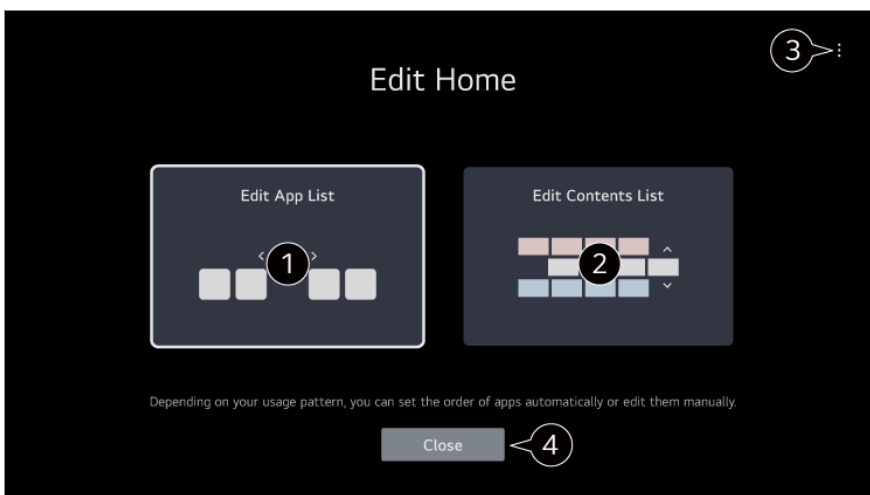 3
Edit Home
Edit App List
1
Edit Contents List
2
Depending on your usage pattern, you can set the order of apps automatically or edit them manually.
Close
4